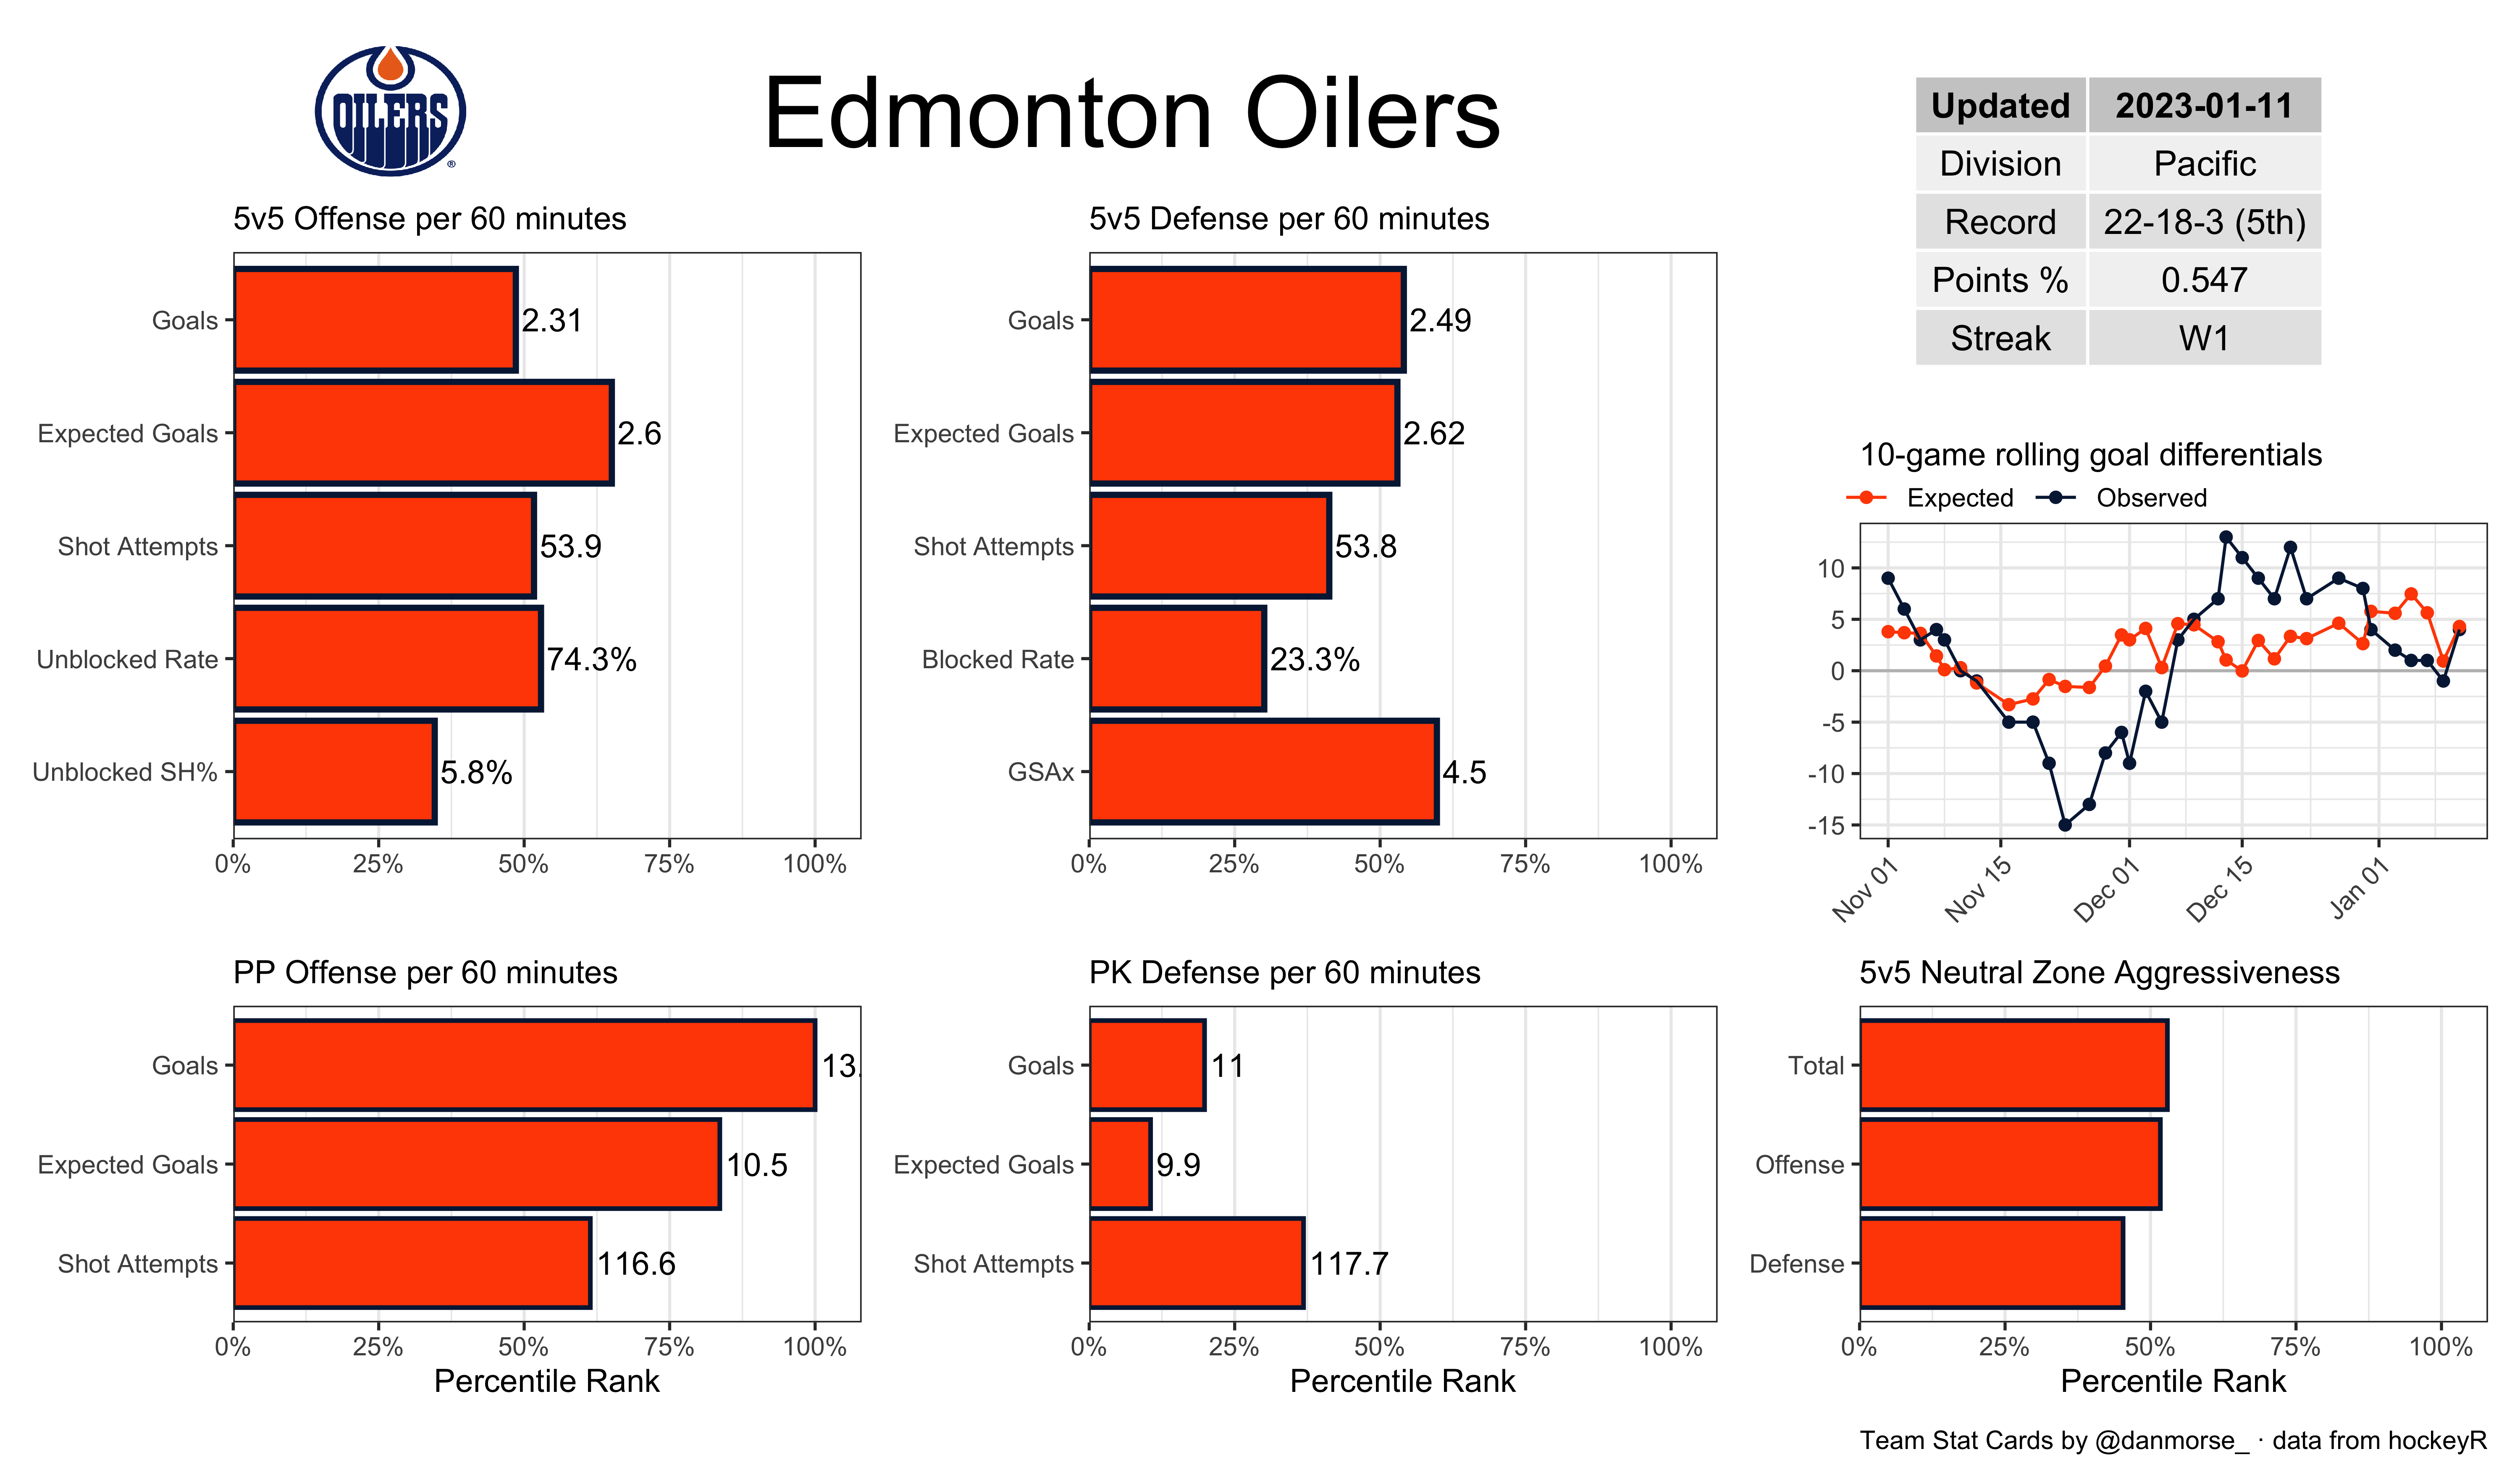 OILERS
®
Edmonton Oilers
Updated 2023-01-11
Division Pacific
Record 22-18-3 (5th)
Points % 0.547
Streak W1
5v5 Offense per 60 minutes
Goals 2.31
Expected Goals 2.6
Shot Attempts 53.9
Unblocked Rate 74.3%
Unblocked SH% 5.8%
0% 25% 50% 75% 100%
5v5 Defense per 60 minutes
Goals 2.49
Expected Goals 2.62
Shot Attempts 53.8
Blocked Rate 23.3%
GSAx 4.5
0% 25% 50% 75% 100%
10-game rolling goal differentials
Expected Observed
10
5
0
-5
-10
-15
Nov 01 Nov 15 Dec 01 Dec 15 Jan 01
PP Offense per 60 minutes
Goals 13.
Expected Goals 10.5
Shot Attempts 116.6
0% 25% 50% 75% 100%
Percentile Rank
PK Defense per 60 minutes
Goals 11
Expected Goals 9.9
Shot Attempts 117.7
0% 25% 50% 75% 100%
Percentile Rank
5v5 Neutral Zone Aggressiveness
Total
Offense
Defense
0% 25% 50% 75% 100%
Percentile Rank
Team Stat Cards by @danmorse_ · data from hockeyR